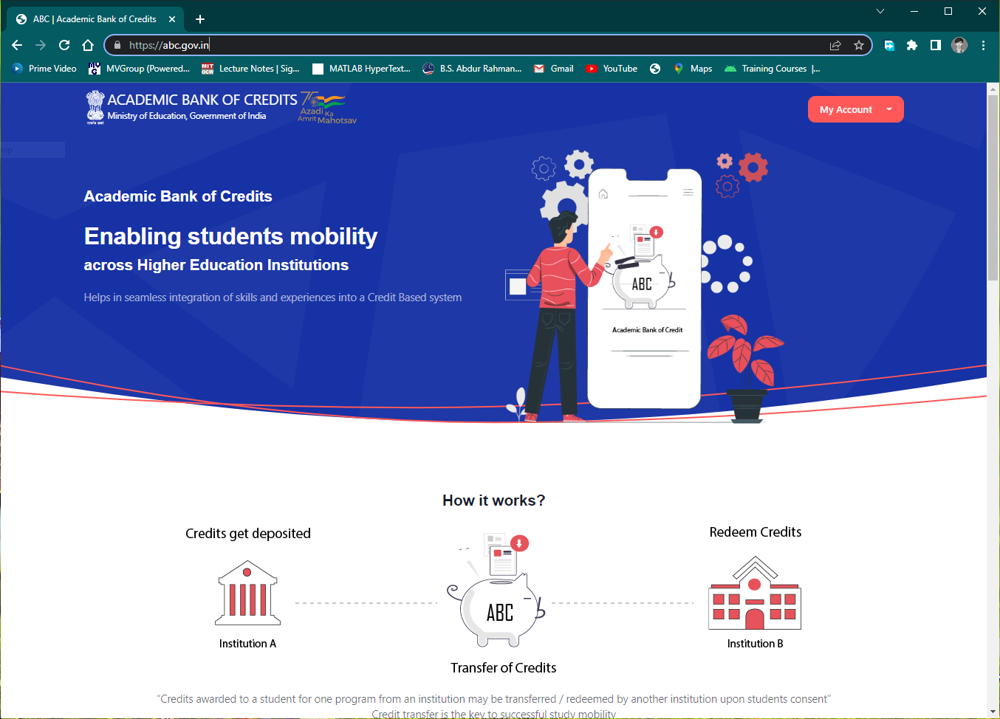 ABC | Academic Bank of Credits
https://abc.gov.in
Prime Video
MVGroup (Powered...
MIT OCW
Lecture Notes | Sig...
MATLAB HyperText...
B.S. Abdur Rahman...
Gmail
YouTube
Maps
Training Courses |...
ACADEMIC BANK OF CREDITS
Ministry of Education, Government of India
75
Azadi Ka
Amrit Mahotsav
My Account
Academic Bank of Credits
Enabling students mobility
across Higher Education Institutions
Helps in seamless integration of skills and experiences into a Credit Based system
ABC
Academic Bank of Credit
How it works?
Credits get deposited
Redeem Credits
ABC
Institution A
Institution B
Transfer of Credits
“Credits awarded to a student for one program from an institution may be transferred / redeemed by another institution upon students consent”
Credit transfer is the key to successful study mobility